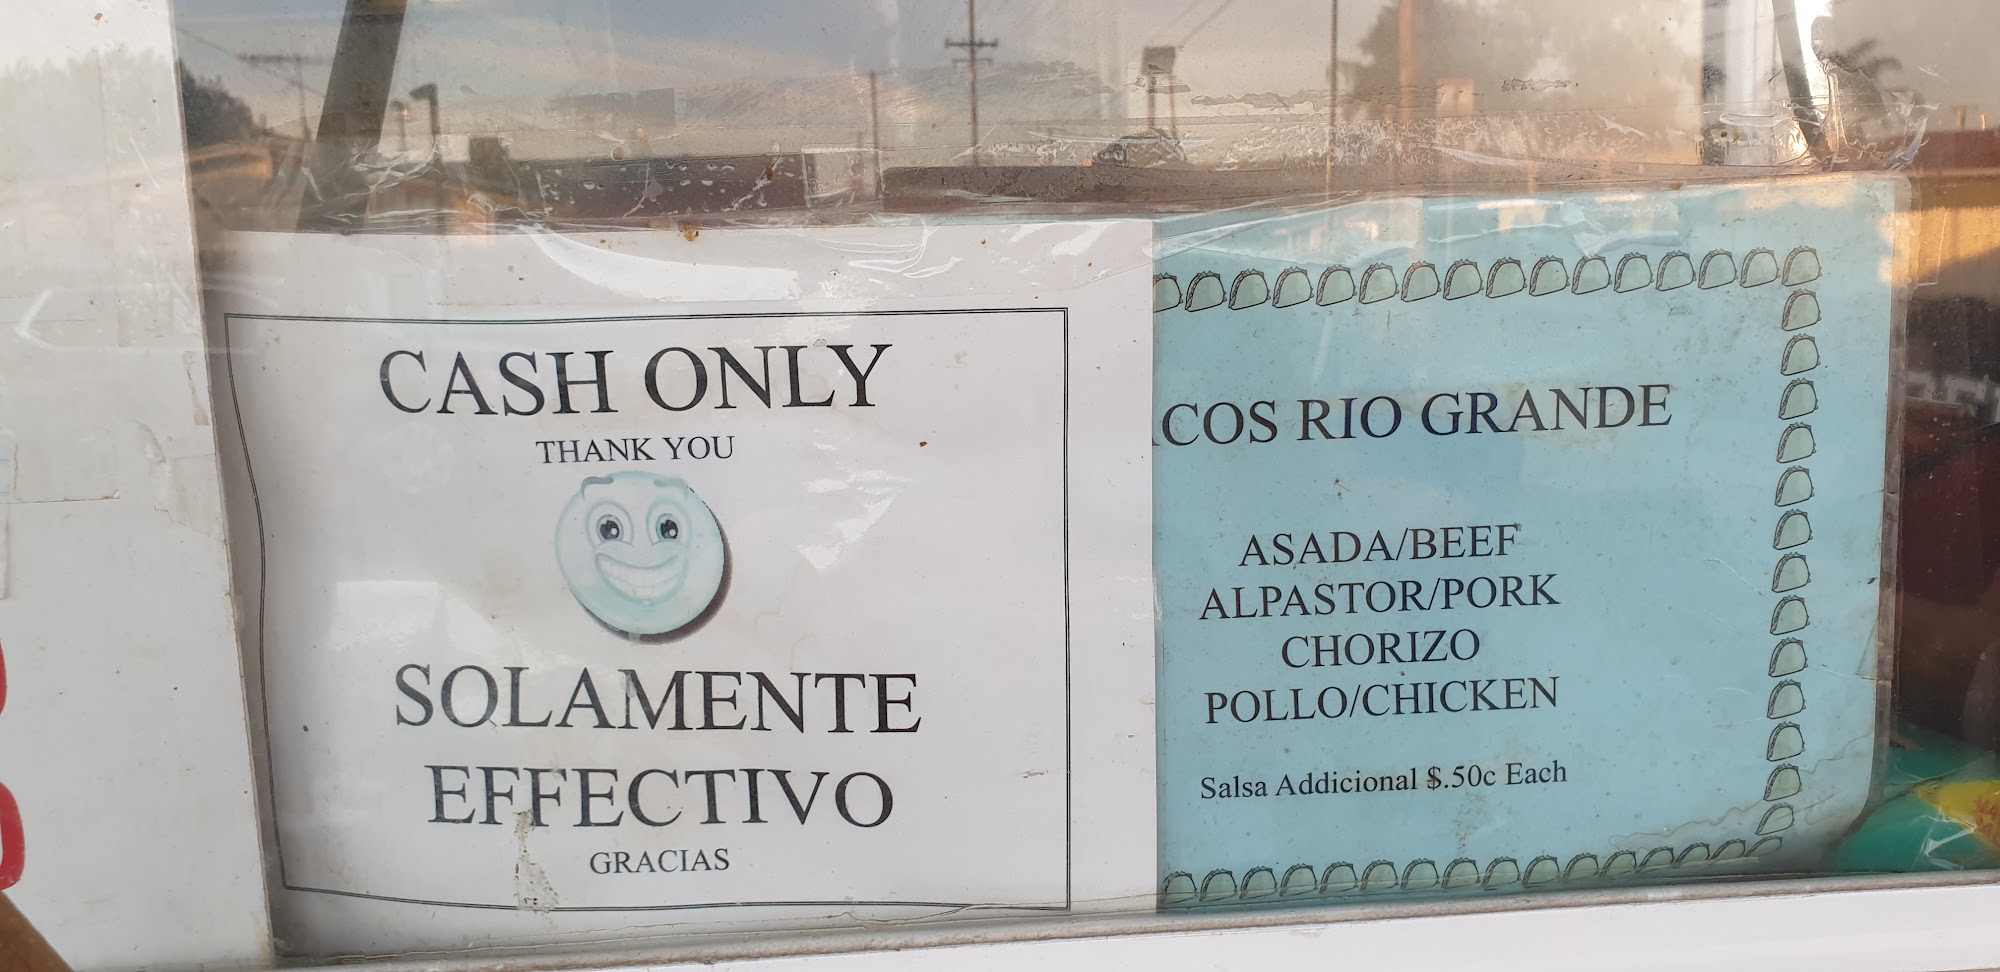 CASH ONLY
THANK YOU
SOLAMENTE
EFFECTIVO
GRACIAS
COS RIO GRANDE
ASADA/BEEF
ALPASTOR/PORK
CHORIZO
POLLO/CHICKEN
Salsa Addicional $.50c Each